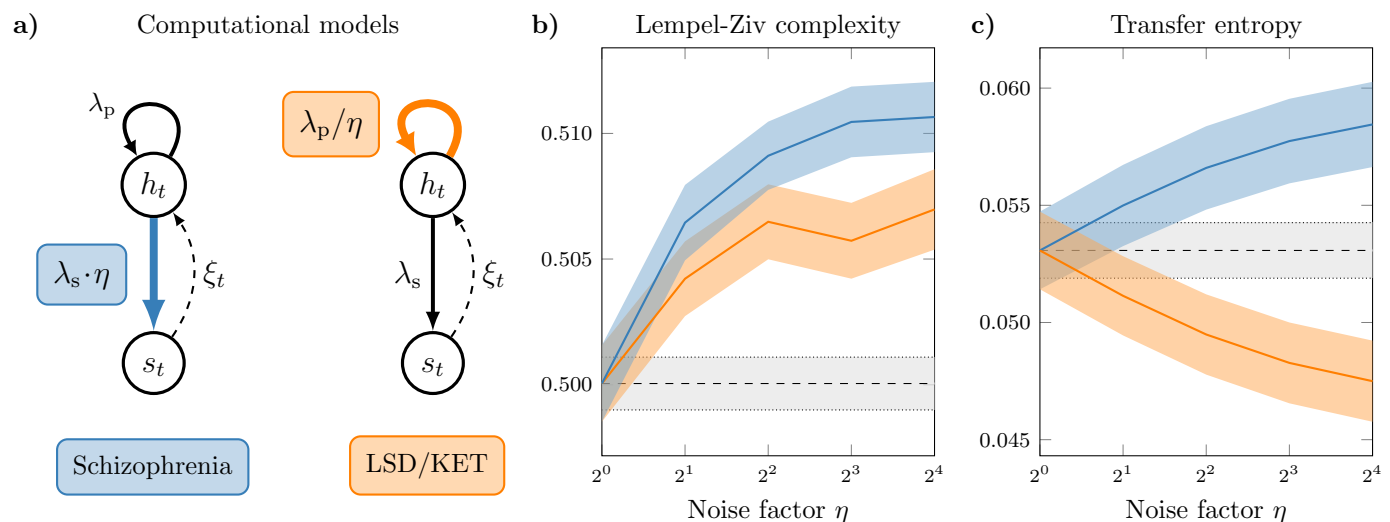 a) Computational models
λp
ht
λs·η
ξt
st
Schizophrenia
λp/η
ht
λs
ξt
st
LSD/KET
b) Lempel-Ziv complexity
0.510
0.505
0.500
2^0 2^1 2^2 2^3 2^4
Noise factor η
c) Transfer entropy
0.060
0.055
0.050
0.045
2^0 2^1 2^2 2^3 2^4
Noise factor η